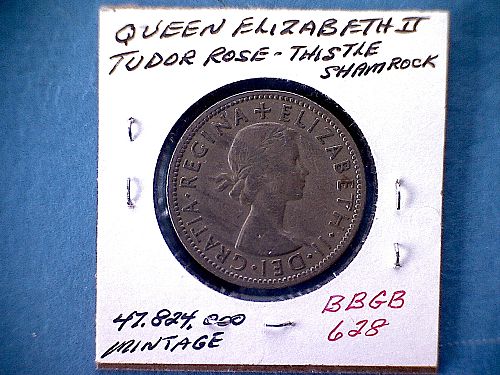 QUEEN ELIZABETH II
TUDOR ROSE - THISTLE
SHAMROCK
+ ELIZABETH · II · DEI · GRATIA · REGINA
47.824.000
MINTAGE
BBGB
628